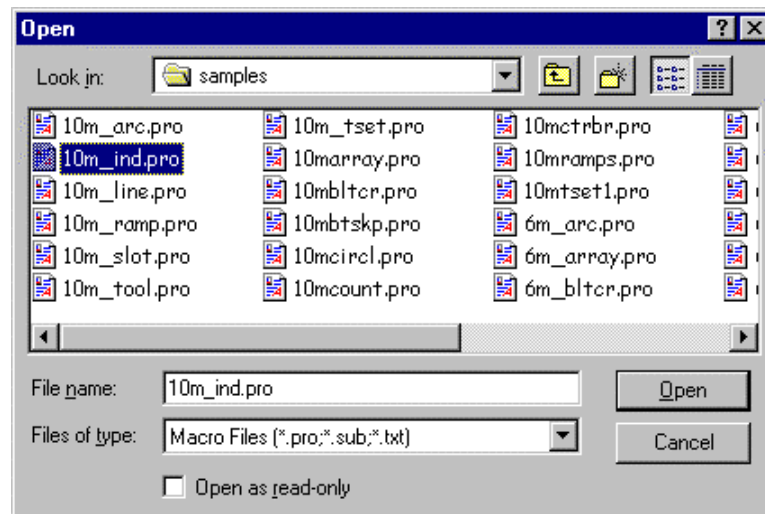 Open
Look in: samples
10m_arc.pro 10m_tset.pro 10mctrbr.pro
10m_ind.pro 10marray.pro 10mramps.pro
10m_line.pro 10mbltcr.pro 10mtset1.pro
10m_ramp.pro 10mbtskp.pro 6m_arc.pro
10m_slot.pro 10mcircl.pro 6m_array.pro
10m_tool.pro 10mcount.pro 6m_bltcr.pro
File name: 10m_ind.pro Open
Files of type: Macro Files (*.pro;*.sub;*.txt) Cancel
Open as read-only